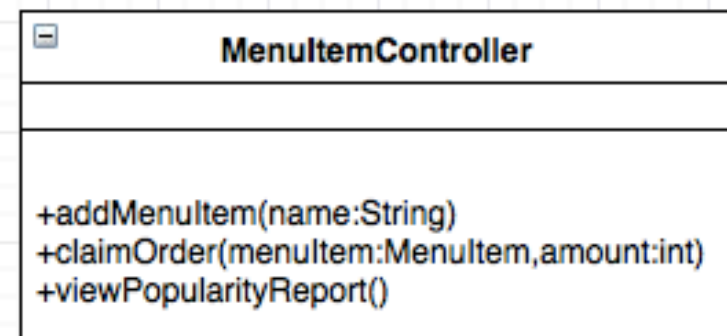 MenuItemController
+addMenuItem(name:String)
+claimOrder(menuItem:MenuItem,amount:int)
+viewPopularityReport()